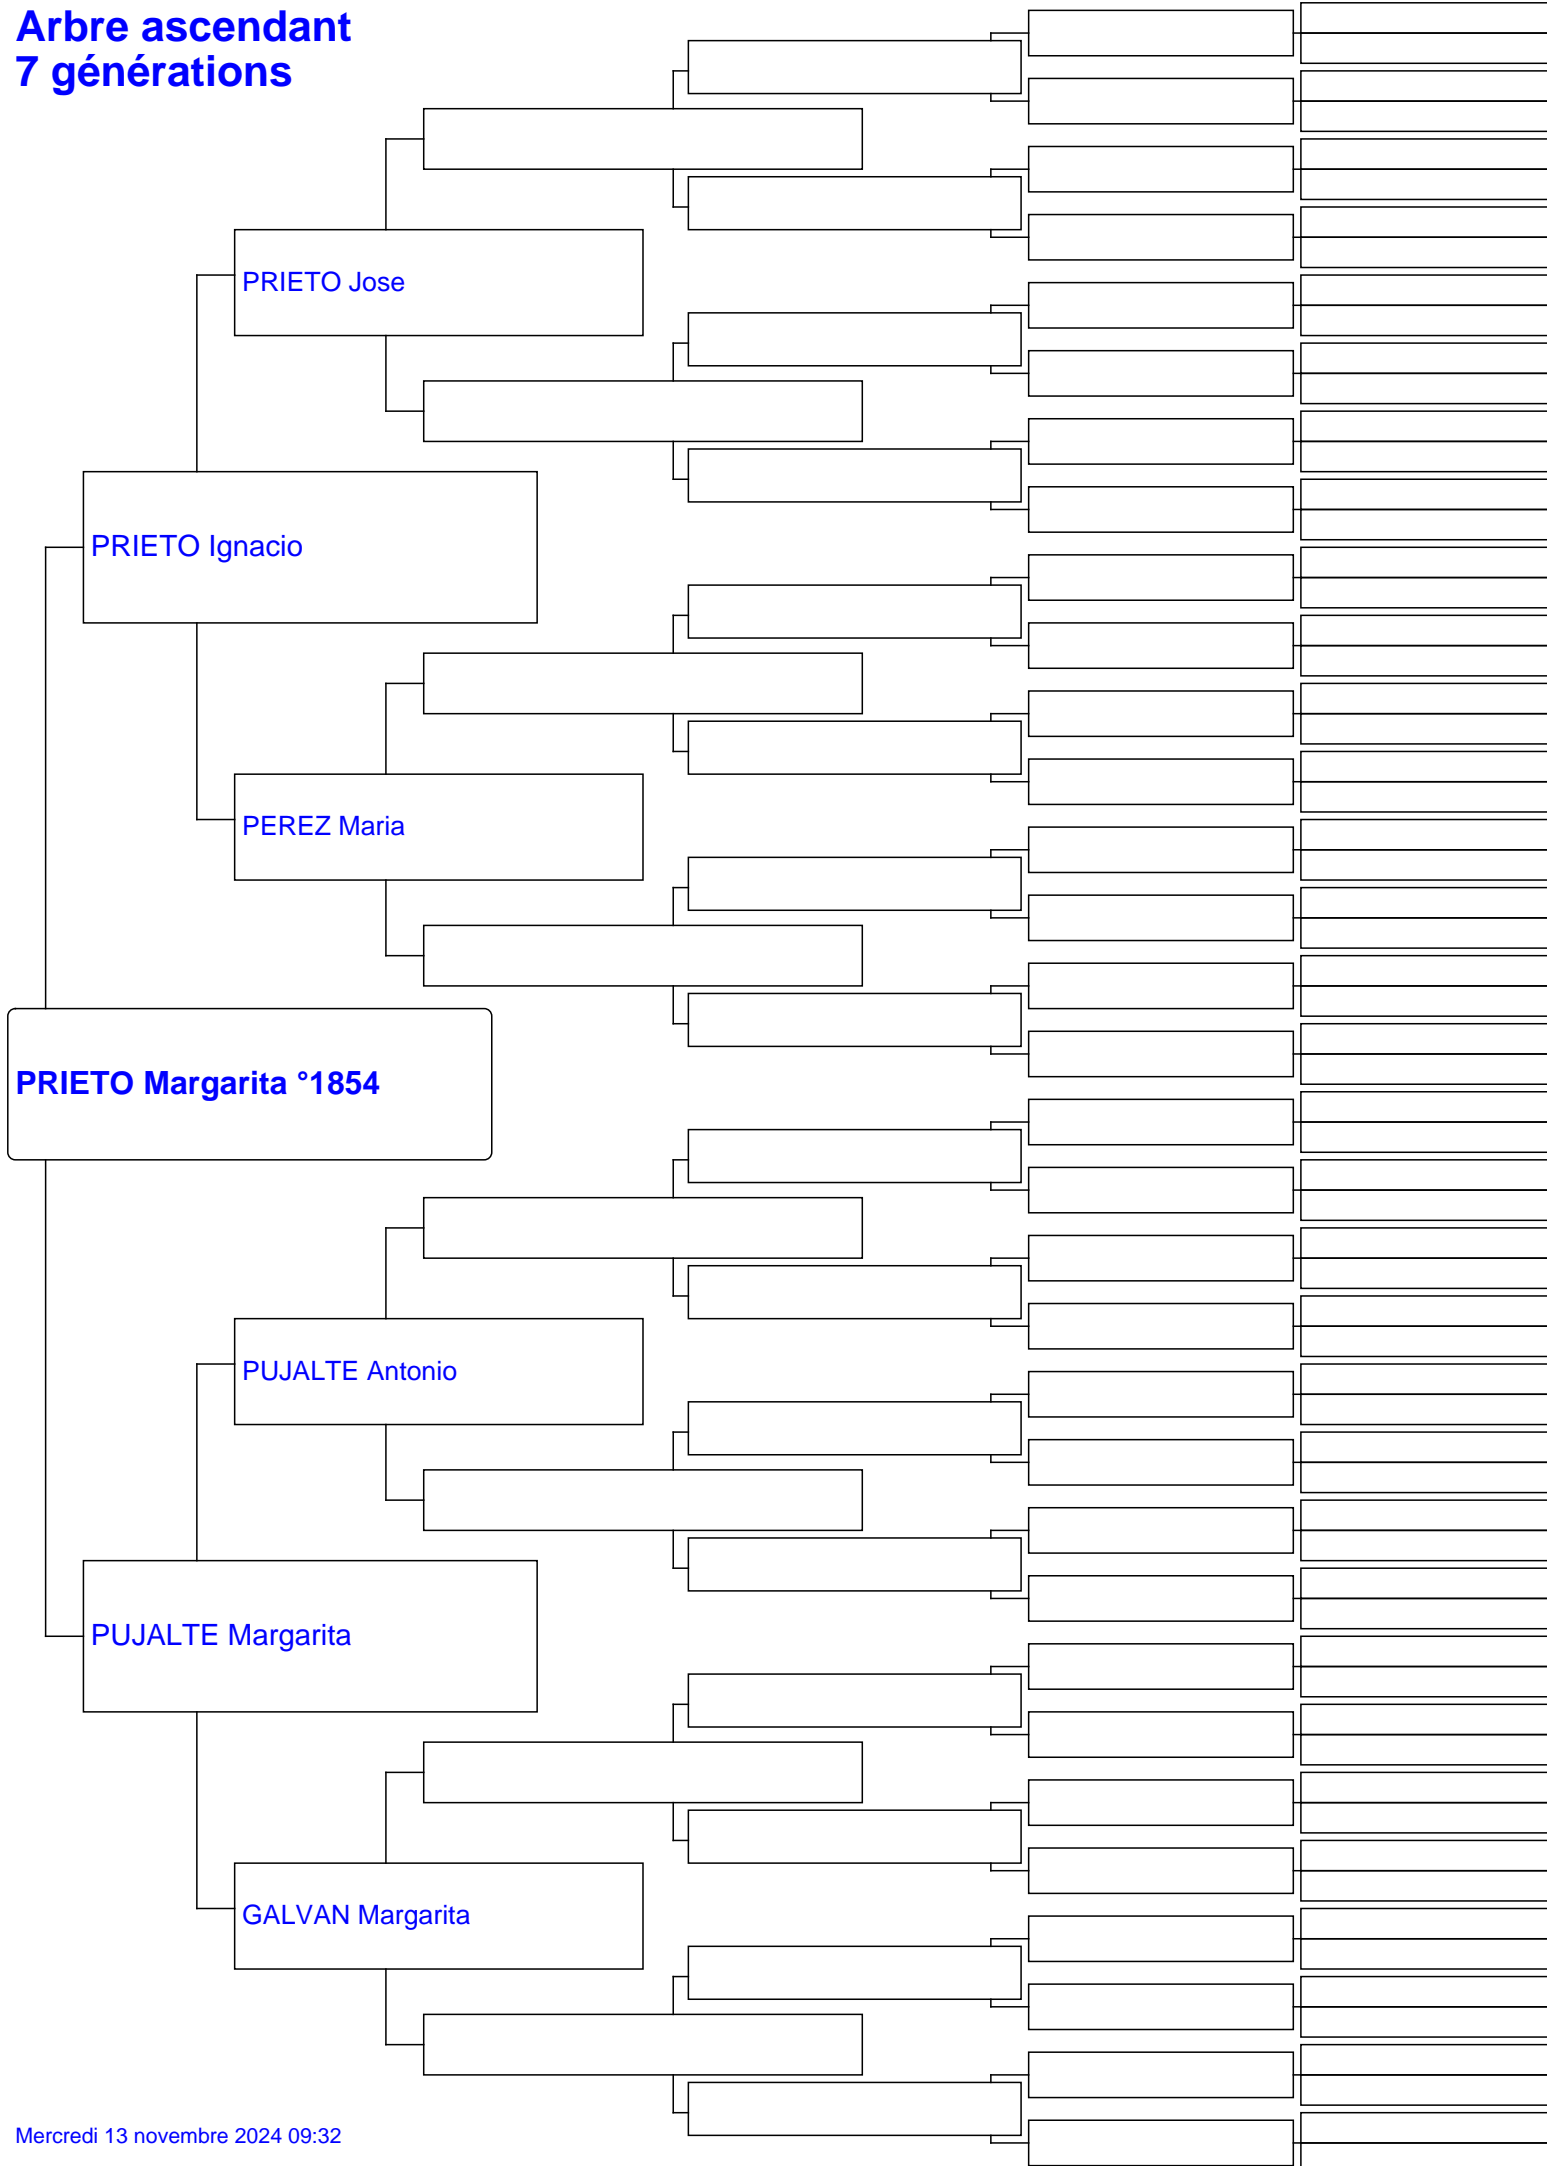 Arbre ascendant
7 générations
PRIETO Jose
PRIETO Ignacio
PEREZ Maria
PRIETO Margarita °1854
PUJALTE Antonio
PUJALTE Margarita
GALVAN Margarita
Mercredi 13 novembre 2024 09:32